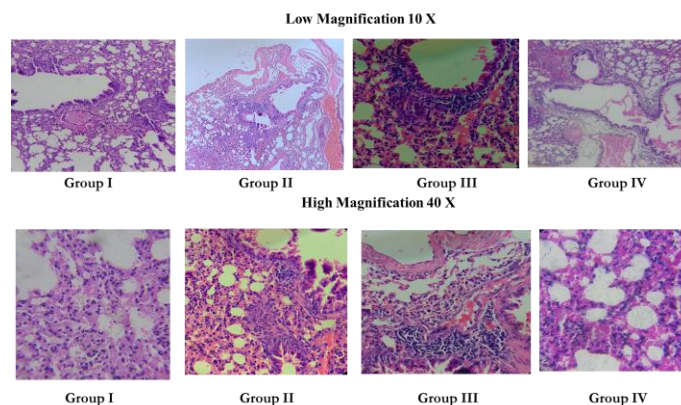 Low Magnification 10 X
Group I Group II Group III Group IV
High Magnification 40 X
Group I Group II Group III Group IV